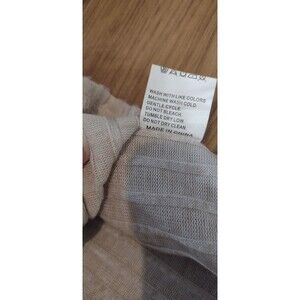 WASH WITH LIKE COLORS
MACHINE WASH COLD
GENTLE CYCLE
DO NOT BLEACH
TUMBLE DRY LOW
DO NOT DRY CLEAN
MADE IN CHINA